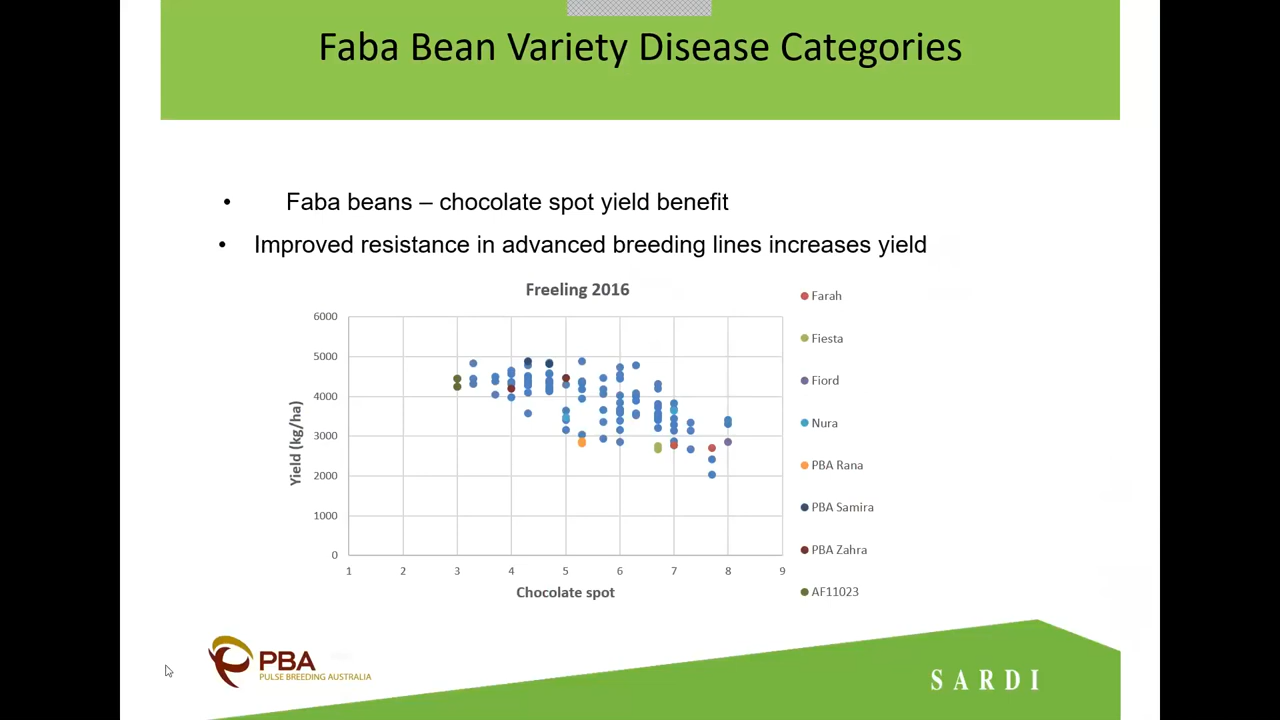 Faba Bean Variety Disease Categories
• Faba beans – chocolate spot yield benefit
• Improved resistance in advanced breeding lines increases yield
Freeling 2016
Yield (kg/ha)
6000
5000
4000
3000
2000
1000
0
1 2 3 4 5 6 7 8 9
Chocolate spot
Farah
Fiesta
Fiord
Nura
PBA Rana
PBA Samira
PBA Zahra
AF11023
PBA
PULSE BREEDING AUSTRALIA
SARDI